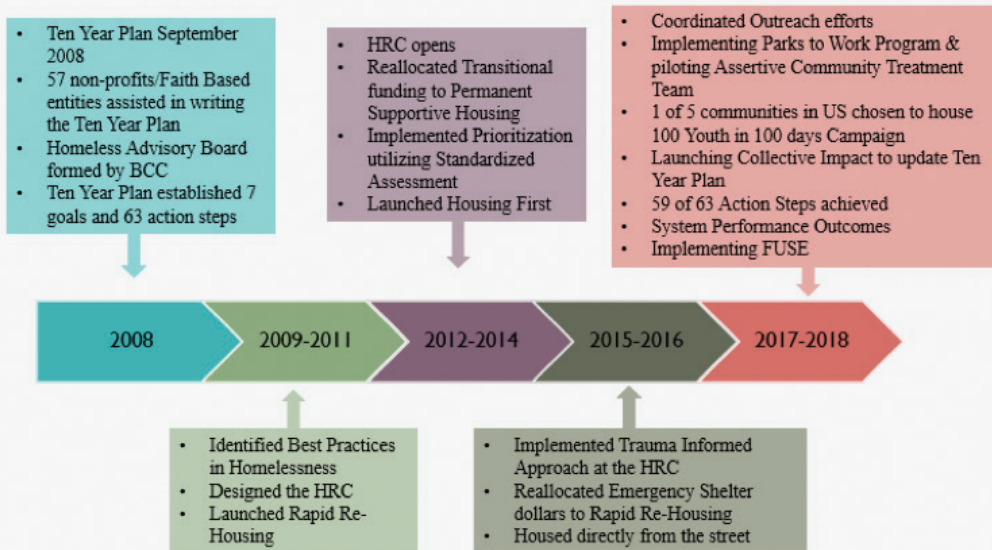 • Ten Year Plan September
2008
• 57 non-profits/Faith Based
entities assisted in writing
the Ten Year Plan
• Homeless Advisory Board
formed by BCC
• Ten Year Plan established 7
goals and 63 action steps
• HRC opens
• Reallocated Transitional
funding to Permanent
Supportive Housing
• Implemented Prioritization
utilizing Standardized
Assessment
• Launched Housing First
• Coordinated Outreach efforts
• Implementing Parks to Work Program &
piloting Assertive Community Treatment
Team
• 1 of 5 communities in US chosen to house
100 Youth in 100 days Campaign
• Launching Collective Impact to update Ten
Year Plan
• 59 of 63 Action Steps achieved
• System Performance Outcomes
• Implementing FUSE
2008
2009-2011
2012-2014
2015-2016
2017-2018
• Identified Best Practices
in Homelessness
• Designed the HRC
• Launched Rapid Re-
Housing
• Implemented Trauma Informed
Approach at the HRC
• Reallocated Emergency Shelter
dollars to Rapid Re-Housing
• Housed directly from the street